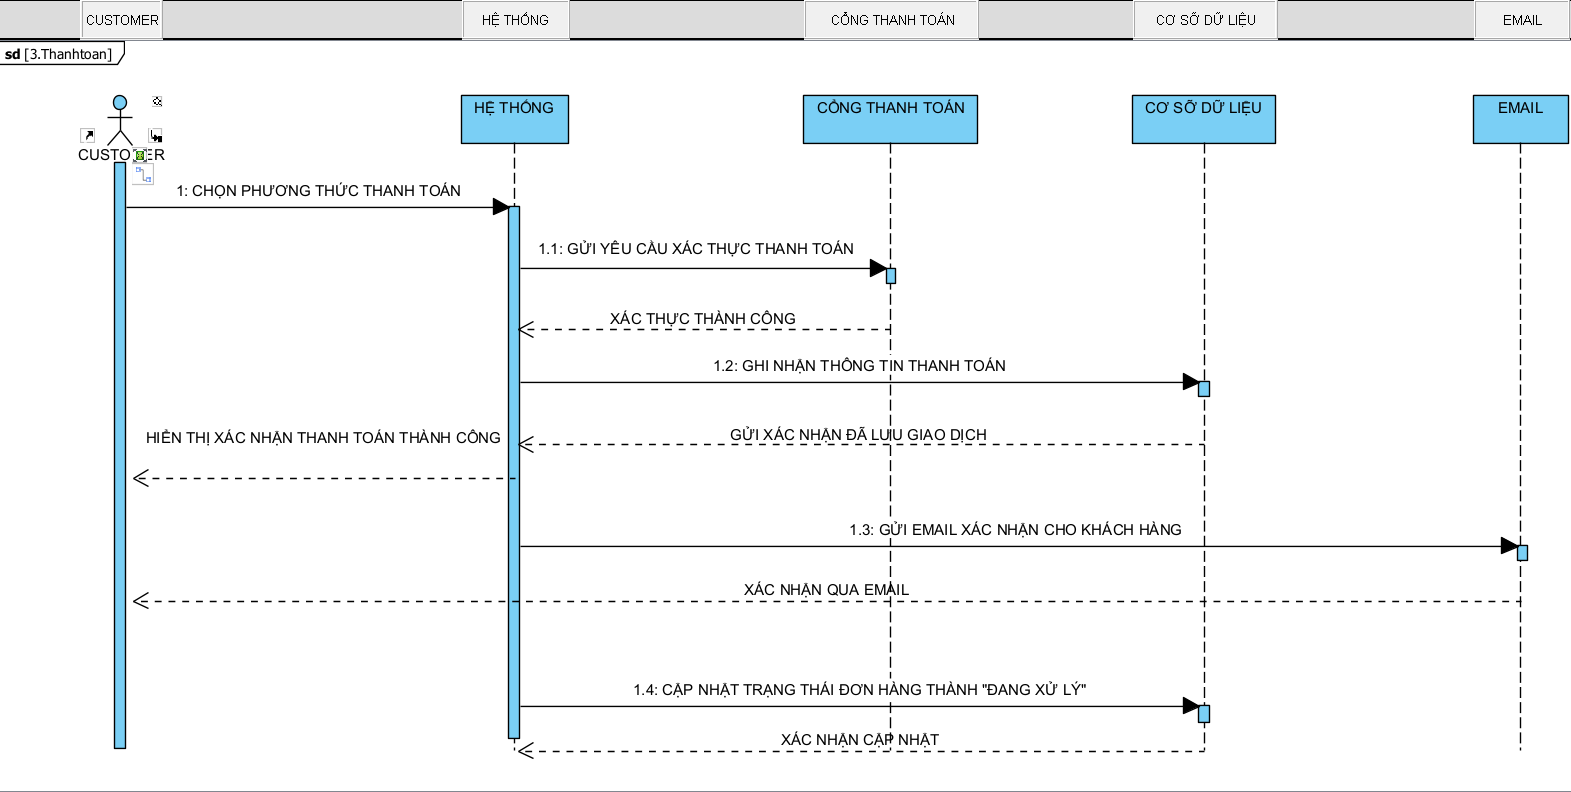 CUSTOMER
HỆ THỐNG
CỔNG THANH TOÁN
CƠ SỠ DỮ LIỆU
EMAIL
sd [3.Thanhtoan]
HỆ THỐNG
CỔNG THANH TOÁN
CƠ SỠ DỮ LIỆU
EMAIL
CUSTOMER
1: CHỌN PHƯƠNG THỨC THANH TOÁN
1.1: GỬI YÊU CẦU XÁC THỰC THANH TOÁN
XÁC THỰC THÀNH CÔNG
1.2: GHI NHẬN THÔNG TIN THANH TOÁN
HIỂN THỊ XÁC NHẬN THANH TOÁN THÀNH CÔNG
GỬI XÁC NHẬN ĐÃ LƯU GIAO DỊCH
1.3: GỬI EMAIL XÁC NHẬN CHO KHÁCH HÀNG
XÁC NHẬN QUA EMAIL
1.4: CẬP NHẬT TRẠNG THÁI ĐƠN HÀNG THÀNH "ĐANG XỬ LÝ"
XÁC NHẬN CẬP NHẬT